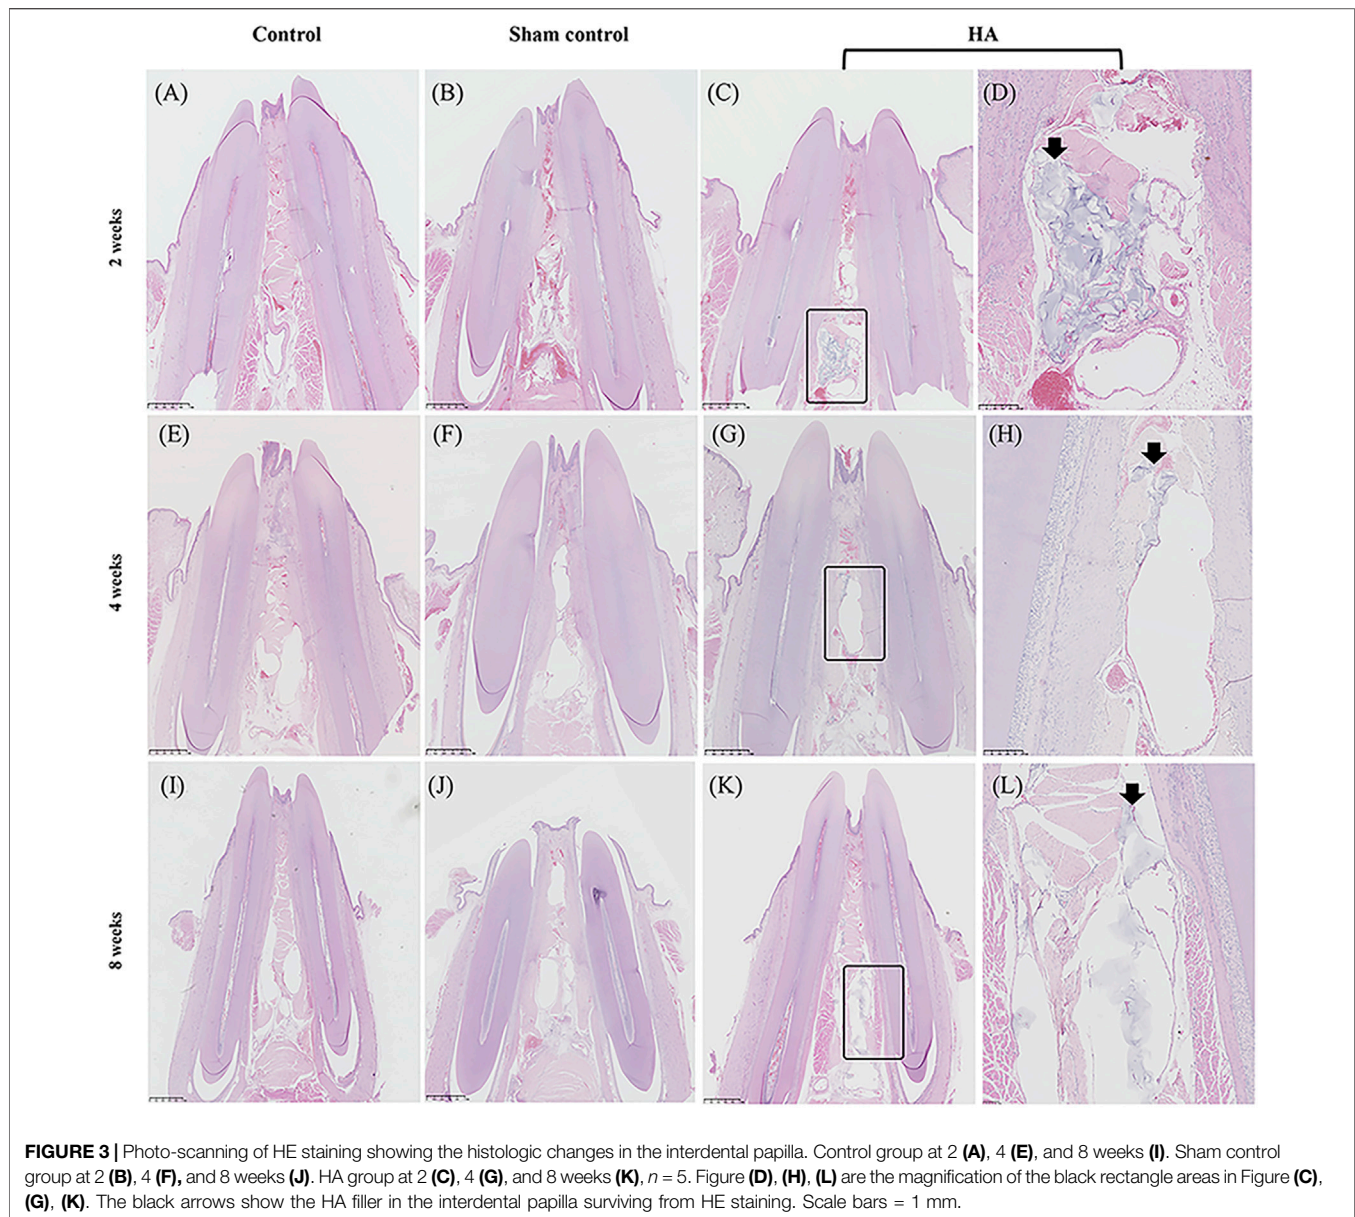 Control
Sham control
HA
(A)
(B)
(C)
(D)
2 weeks
(E)
(F)
(G)
(H)
4 weeks
(I)
(J)
(K)
(L)
8 weeks
FIGURE 3 | Photo-scanning of HE staining showing the histologic changes in the interdental papilla. Control group at 2 (A), 4 (E), and 8 weeks (I). Sham control
group at 2 (B), 4 (F), and 8 weeks (J). HA group at 2 (C), 4 (G), and 8 weeks (K), n = 5. Figure (D), (H), (L) are the magnification of the black rectangle areas in Figure (C),
(G), (K). The black arrows show the HA filler in the interdental papilla surviving from HE staining. Scale bars = 1 mm.